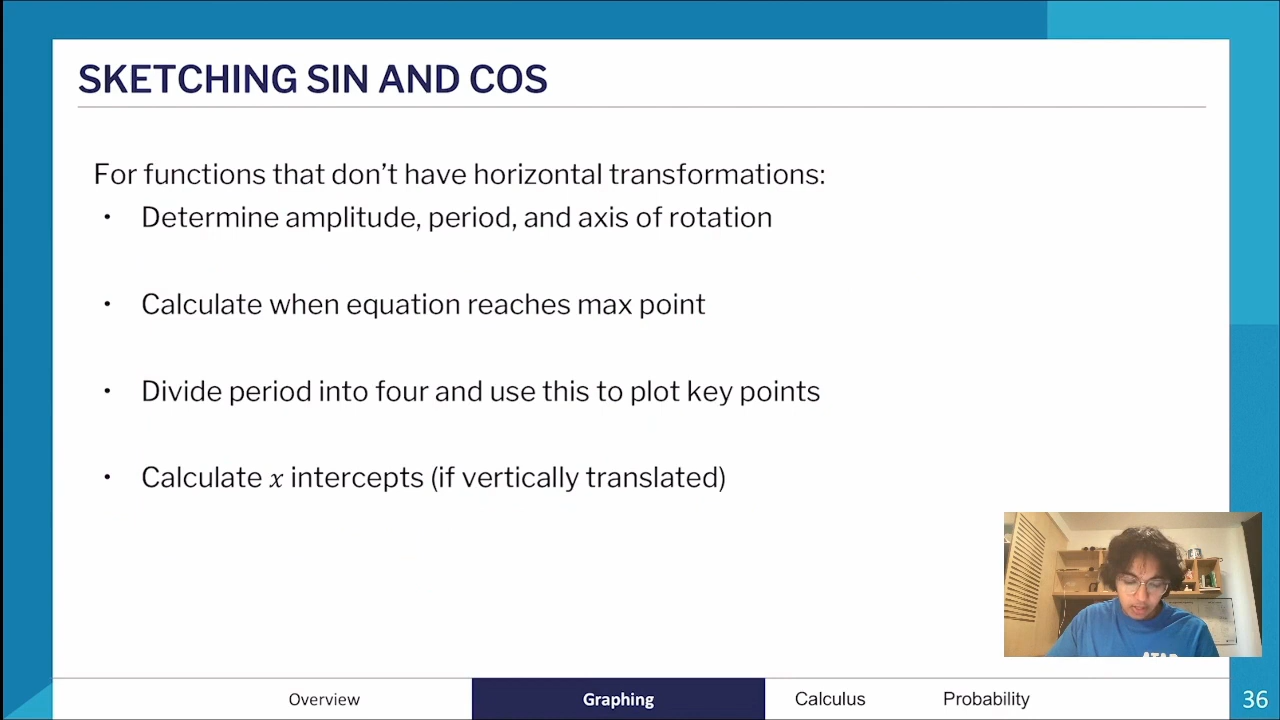 SKETCHING SIN AND COS
For functions that don’t have horizontal transformations:
• Determine amplitude, period, and axis of rotation
• Calculate when equation reaches max point
• Divide period into four and use this to plot key points
• Calculate x intercepts (if vertically translated)
Overview Graphing Calculus Probability 36